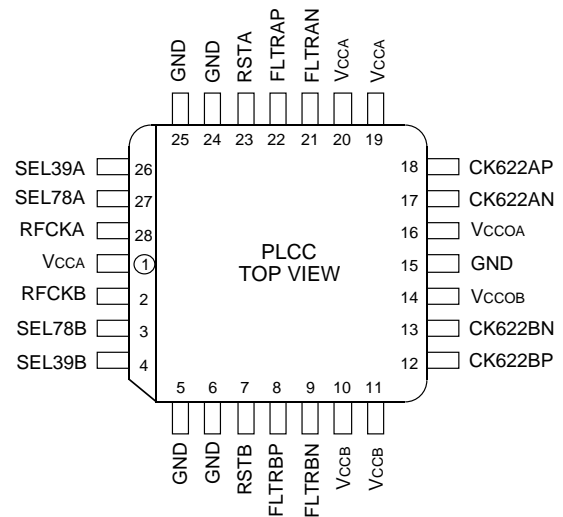 GND
GND
RSTA
FLTRAP
FLTRAN
VCCA
VCCA
25
24
23
22
21
20
19
SEL39A
26
18
CK622AP
SEL78A
27
17
CK622AN
RFCKA
28
16
VCCOA
VCCA
1
PLCC
TOP VIEW
15
GND
RFCKB
2
14
VCCOB
SEL78B
3
13
CK622BN
SEL39B
4
12
CK622BP
5
6
7
8
9
10
11
GND
GND
RSTB
FLTRBP
FLTRBN
VCCB
VCCB